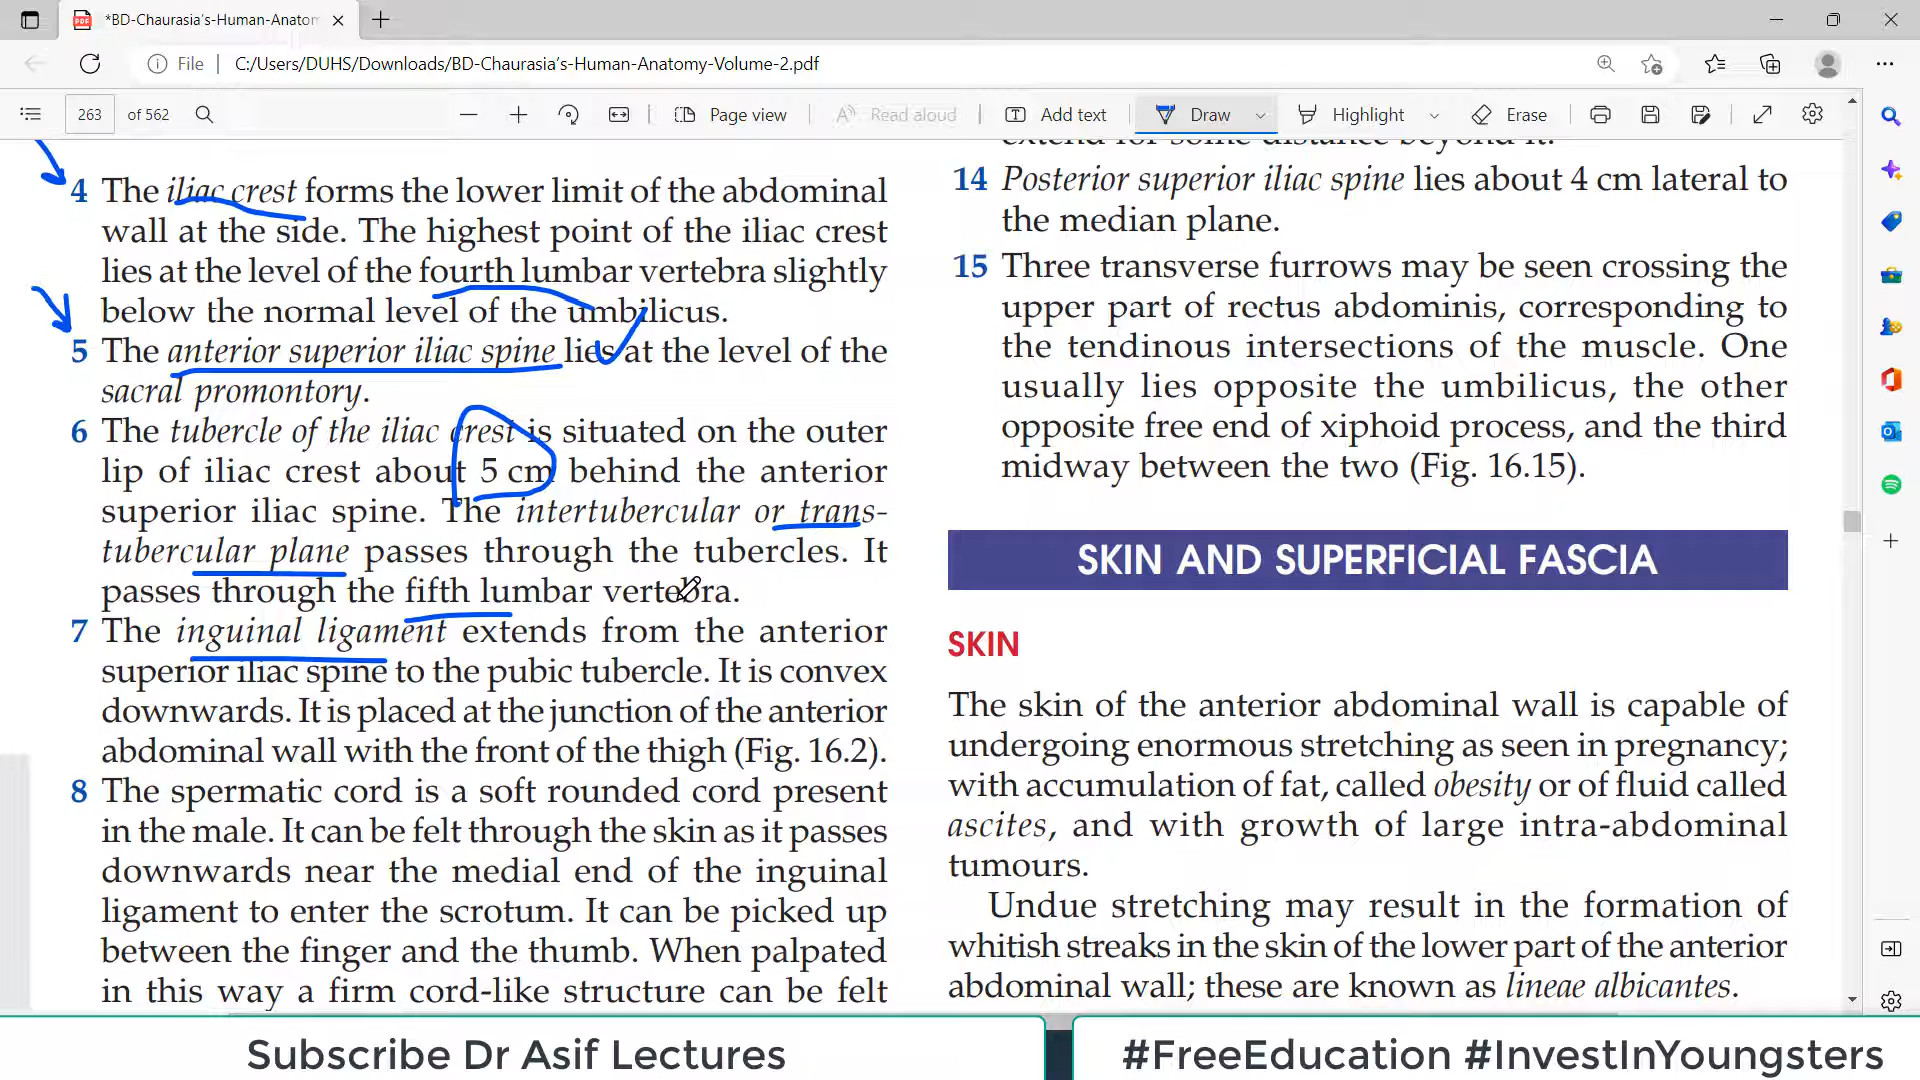 *BD-Chaurasia's-Human-Anatom
File
C:/Users/DUHS/Downloads/BD-Chaurasia's-Human-Anatomy-Volume-2.pdf
263 of 562
Page view
Read aloud
Add text
Draw
Highlight
Erase
4 The iliac crest forms the lower limit of the abdominal
wall at the side. The highest point of the iliac crest
lies at the level of the fourth lumbar vertebra slightly
below the normal level of the umbilicus.
5 The anterior superior iliac spine lies at the level of the
sacral promontory.
6 The tubercle of the iliac crest is situated on the outer
lip of iliac crest about 5 cm behind the anterior
superior iliac spine. The intertubercular or trans-
tubercular plane passes through the tubercles. It
passes through the fifth lumbar vertebra.
7 The inguinal ligament extends from the anterior
superior iliac spine to the pubic tubercle. It is convex
downwards. It is placed at the junction of the anterior
abdominal wall with the front of the thigh (Fig. 16.2).
8 The spermatic cord is a soft rounded cord present
in the male. It can be felt through the skin as it passes
downwards near the medial end of the inguinal
ligament to enter the scrotum. It can be picked up
between the finger and the thumb. When palpated
in this way a firm cord-like structure can be felt
extend for some distance beyond it.
14 Posterior superior iliac spine lies about 4 cm lateral to
the median plane.
15 Three transverse furrows may be seen crossing the
upper part of rectus abdominis, corresponding to
the tendinous intersections of the muscle. One
usually lies opposite the umbilicus, the other
opposite free end of xiphoid process, and the third
midway between the two (Fig. 16.15).
SKIN AND SUPERFICIAL FASCIA
SKIN
The skin of the anterior abdominal wall is capable of
undergoing enormous stretching as seen in pregnancy;
with accumulation of fat, called obesity or of fluid called
ascites, and with growth of large intra-abdominal
tumours.
Undue stretching may result in the formation of
whitish streaks in the skin of the lower part of the anterior
abdominal wall; these are known as lineae albicantes.
Subscribe Dr Asif Lectures
#FreeEducation #InvestInYoungsters